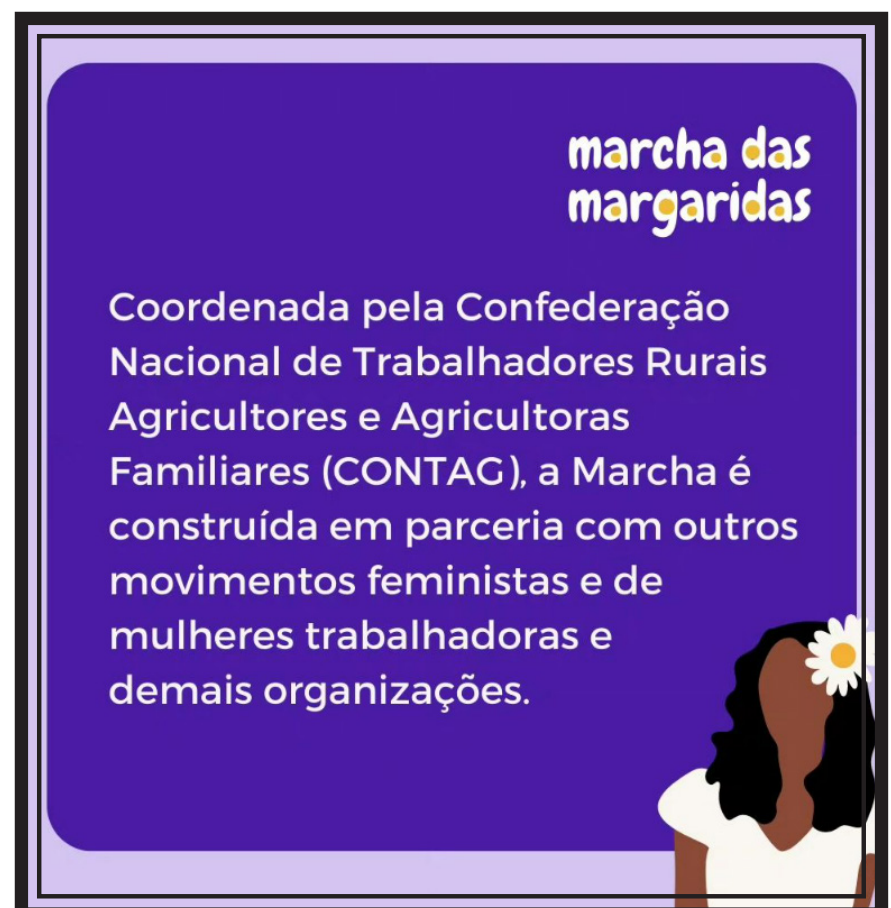 marcha das
margaridas
Coordenada pela Confederação
Nacional de Trabalhadores Rurais
Agricultores e Agricultoras
Familiares (CONTAG), a Marcha é
construída em parceria com outros
movimentos feministas e de
mulheres trabalhadoras e
demais organizações.